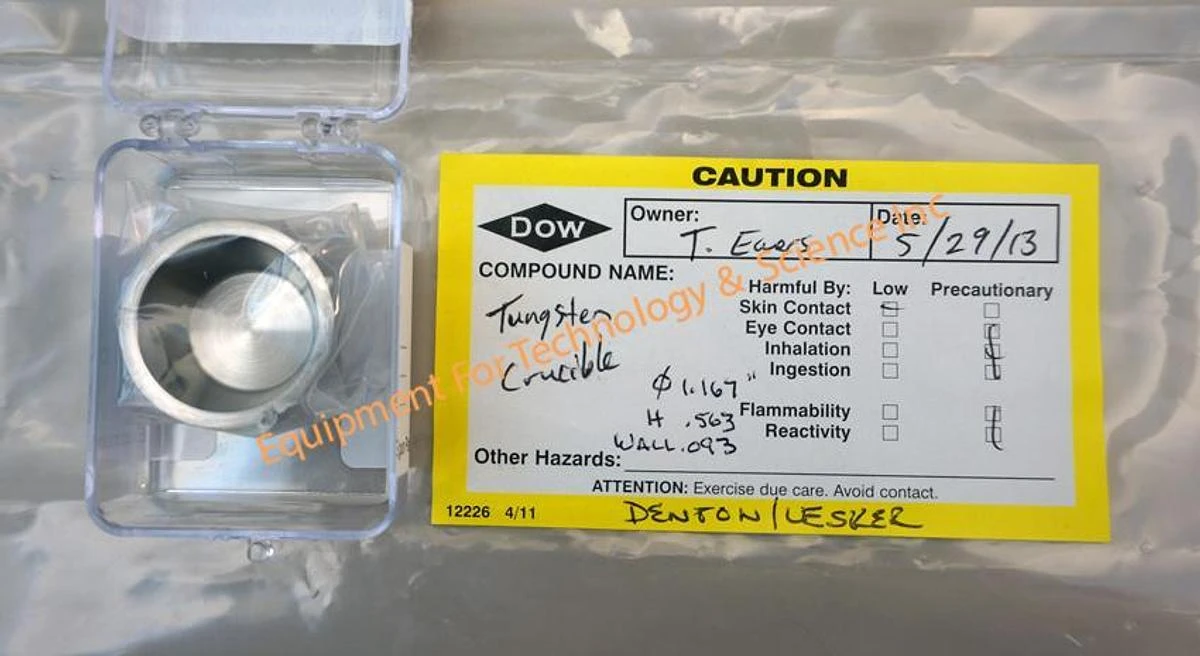 CAUTION
DOW
Owner: T. Ewers
Date: 5/29/13
COMPOUND NAME:
Tungsten
Crucible
Ø 1.167"
H .563
WALL .093
Harmful By: Low Precautionary
Skin Contact
Eye Contact
Inhalation
Ingestion
Flammability
Reactivity
Other Hazards:
ATTENTION: Exercise due care. Avoid contact.
12226 4/11
DENTON/LESKER
Equipment For Technology & Science Inc